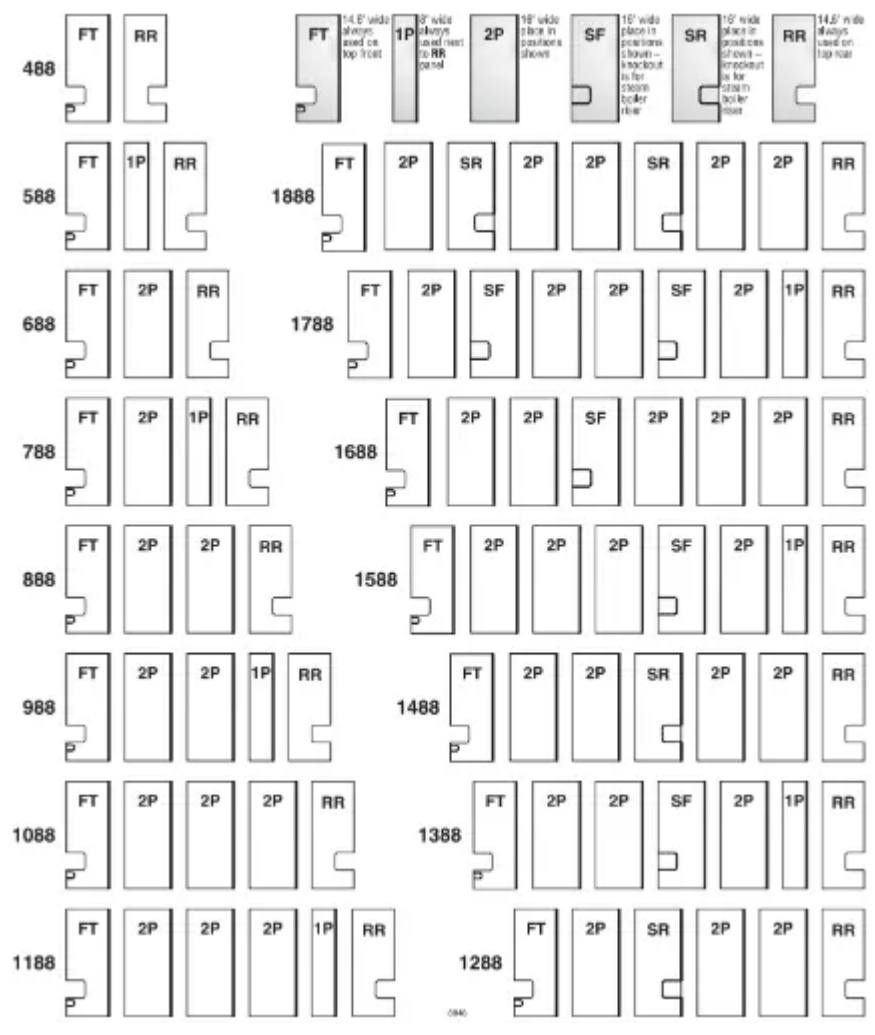 488
FT
RR
FT
wide
always
used on
top front
1P
8" wide
always
used next
to RR
panel
2P
16" wide
place in
positions
shown
SF
16" wide
place in
positions
shown –
knockout
is for
steam
boiler
riser
SR
16" wide
place in
positions
shown –
knockout
is for
steam
boiler
riser
RR
wide
always
used on
top rear
588
FT 1P RR
1888
FT 2P SR 2P 2P SR 2P 2P RR
688
FT 2P RR
1788
FT 2P SF 2P 2P SF 2P 1P RR
788
FT 2P 1P RR
1688
FT 2P 2P SF 2P 2P 2P RR
888
FT 2P 2P RR
1588
FT 2P 2P 2P SF 2P 1P RR
988
FT 2P 2P 1P RR
1488
FT 2P 2P SR 2P 2P RR
1088
FT 2P 2P 2P RR
1388
FT 2P 2P SF 2P 1P RR
1188
FT 2P 2P 2P 1P RR
1288
FT 2P SR 2P 2P RR